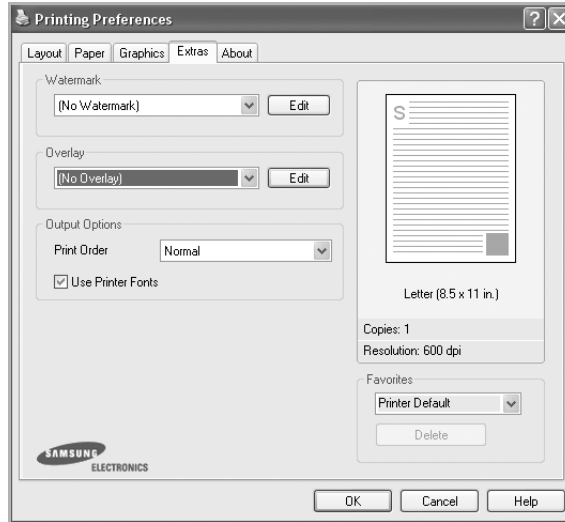 Printing Preferences
Layout Paper Graphics Extras About
Watermark
(No Watermark) Edit
Overlay
(No Overlay) Edit
Output Options
Print Order Normal
Use Printer Fonts
S
Letter (8.5 x 11 in.)
Copies: 1
Resolution: 600 dpi
Favorites
Printer Default
Delete
SAMSUNG
ELECTRONICS
OK Cancel Help